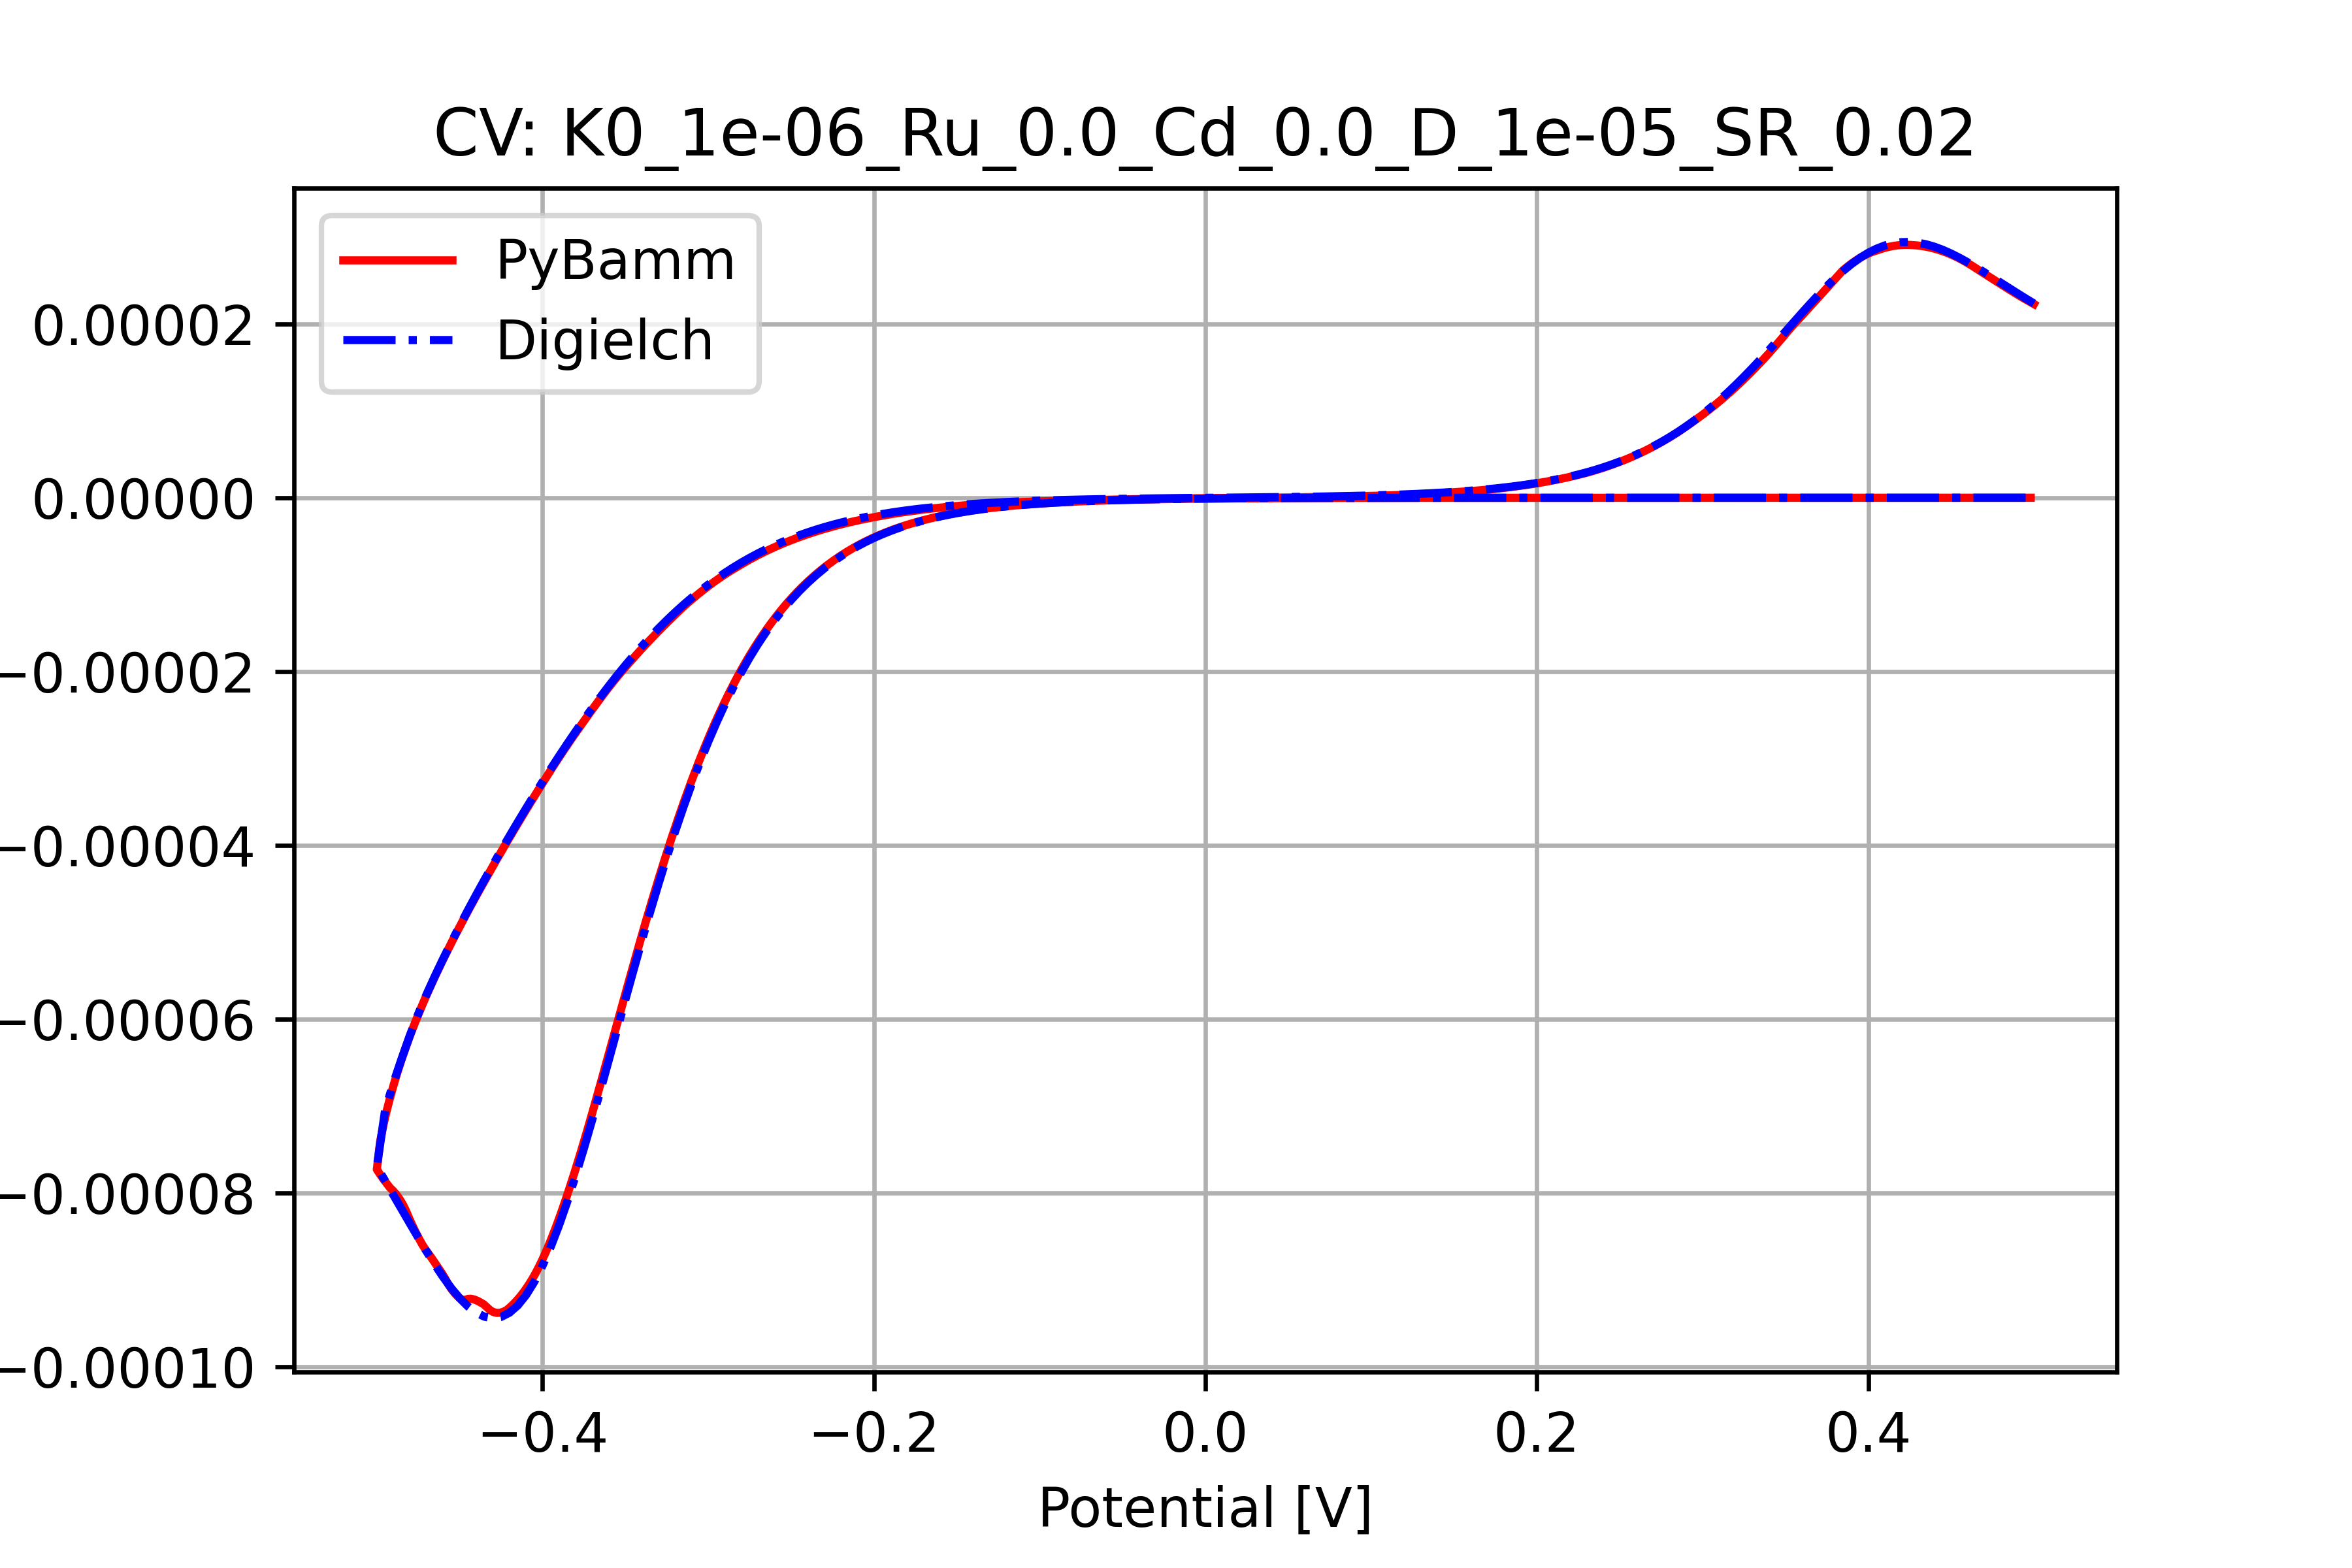 CV: K0_1e-06_Ru_0.0_Cd_0.0_D_1e-05_SR_0.02
PyBamm
Digielch
0.00002
0.00000
−0.00002
−0.00004
−0.00006
−0.00008
−0.00010
−0.4 −0.2 0.0 0.2 0.4
Potential [V]